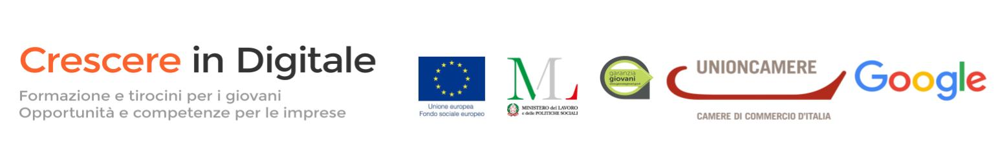 Crescere in Digitale
Formazione e tirocini per i giovani
Opportunità e competenze per le imprese
Unione europea
Fondo sociale europeo
ML
MINISTERO del LAVORO
e delle POLITICHE SOCIALI
garanzia
giovani
UNIONCAMERE
CAMERE DI COMMERCIO D'ITALIA
Google